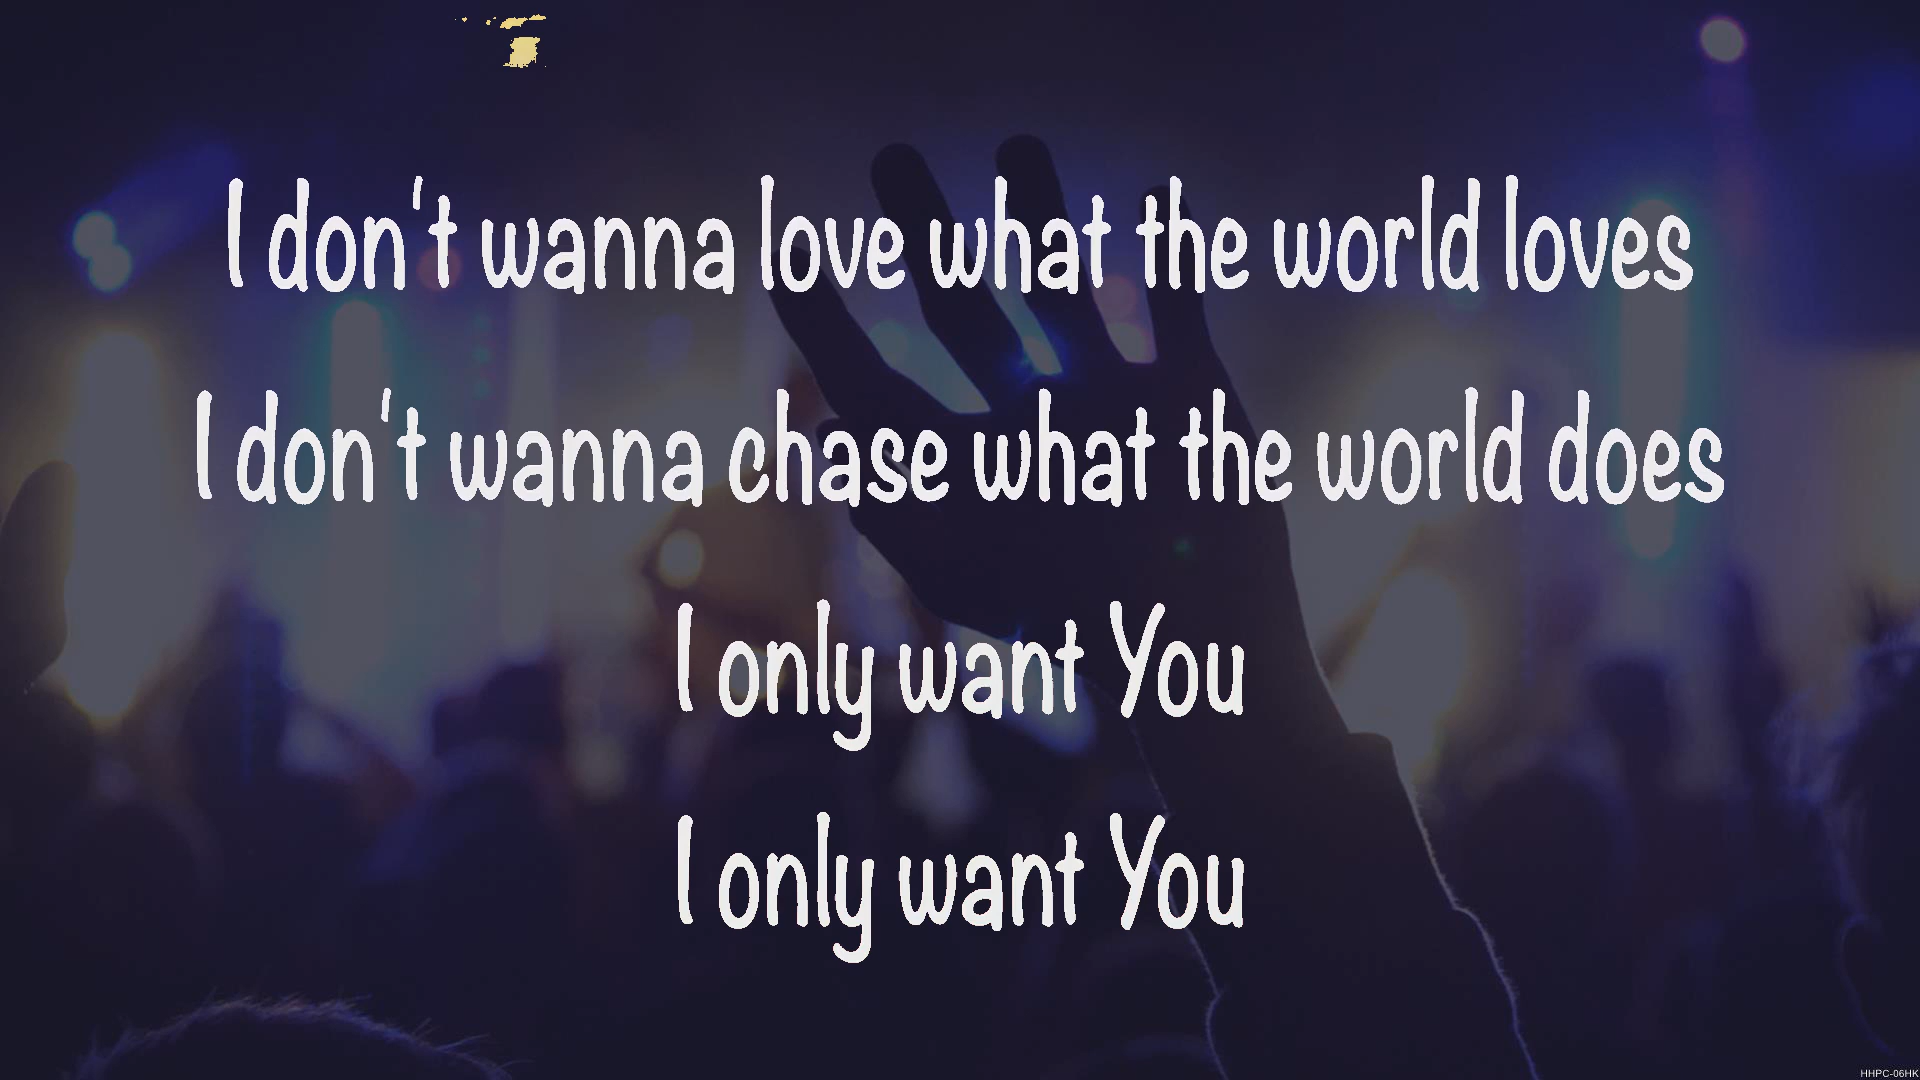 I don't wanna love what the world loves
I don't wanna chase what the world does
I only want You
I only want You
HHPC-06HK